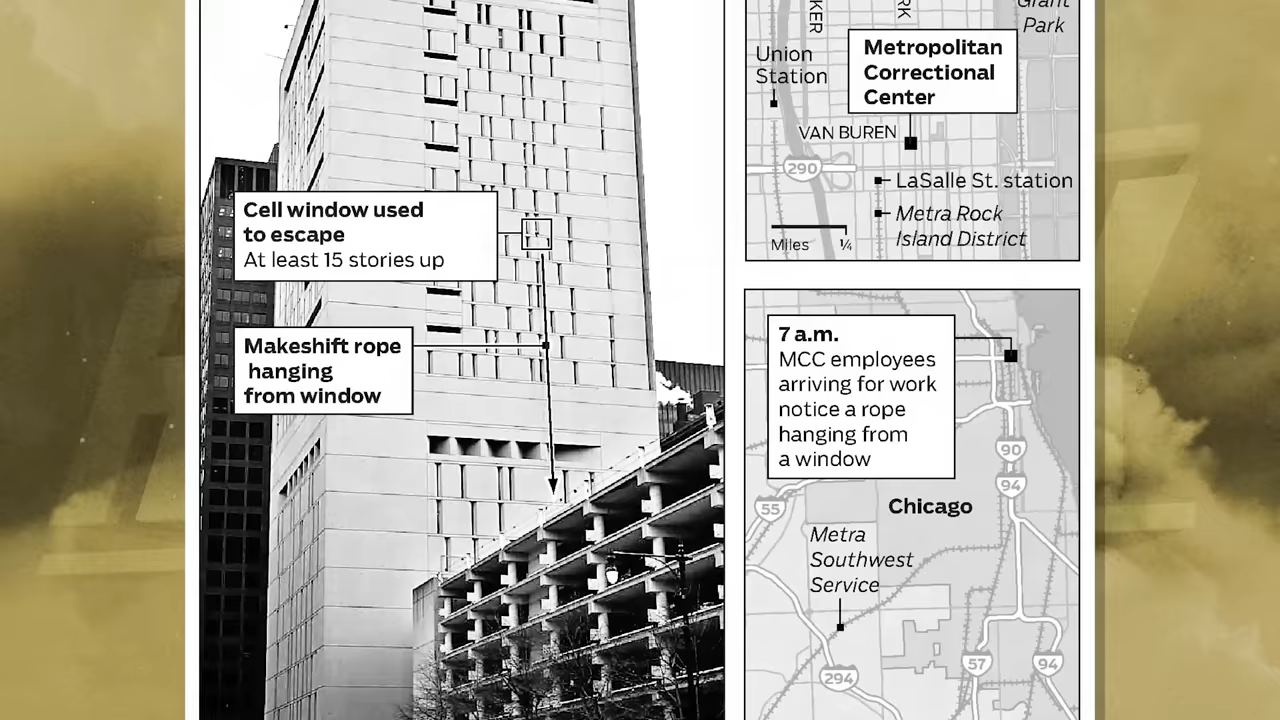 Cell window used
to escape
At least 15 stories up
Makeshift rope
hanging
from window
Grant
Park
Union
Station
Metropolitan
Correctional
Center
VAN BUREN
290
LaSalle St. station
Metra Rock
Island District
Miles
¼
7 a.m.
MCC employees
arriving for work
notice a rope
hanging from
a window
90
94
55
Chicago
Metra
Southwest
Service
57
94
294